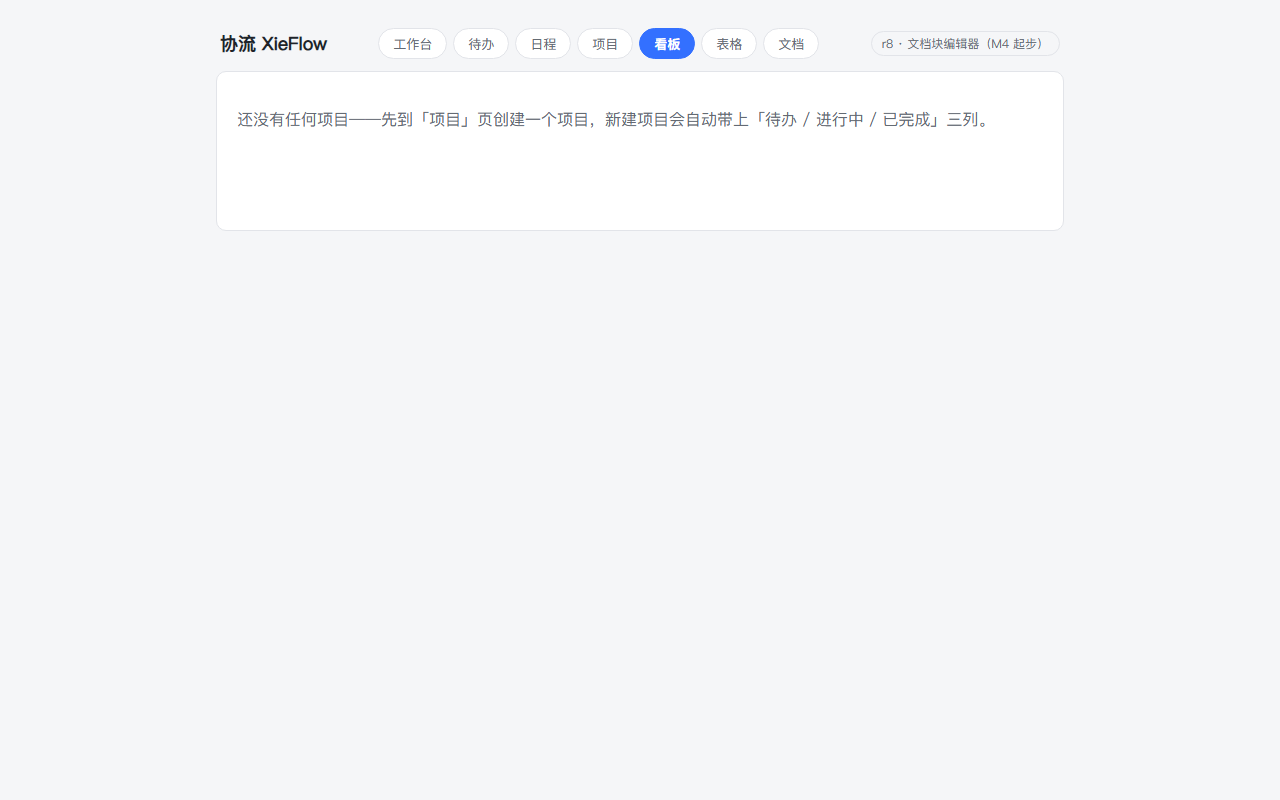 协流 XieFlow 工作台 待办 日程 项目 看板 表格 文档 r8 · 文档块编辑器（M4 起步）
还没有任何项目——先到「项目」页创建一个项目，新建项目会自动带上「待办 / 进行中 / 已完成」三列。